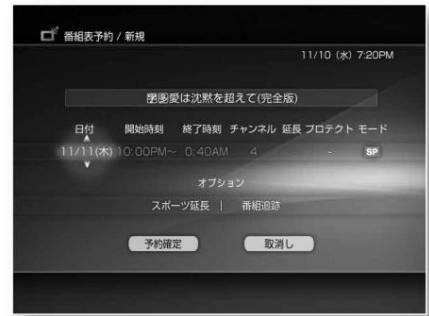 番組表予約 / 新規
11/10 (水) 7:20PM
愛は沈黙を超えて(完全版)
日付 開始時刻 終了時刻 チャンネル 延長 プロテクト モード
11/11(木) 10:00PM～ 0:40AM 4 - SP
オプション
スポーツ延長 | 番組追跡
予約確定 取消し